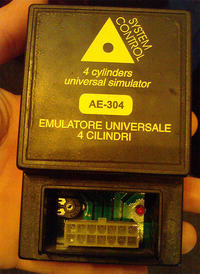 SYSTEM
CONTROL
4 cylinders
universal simulator
AE-304
EMULATORE UNIVERSALE
4 CILINDRI